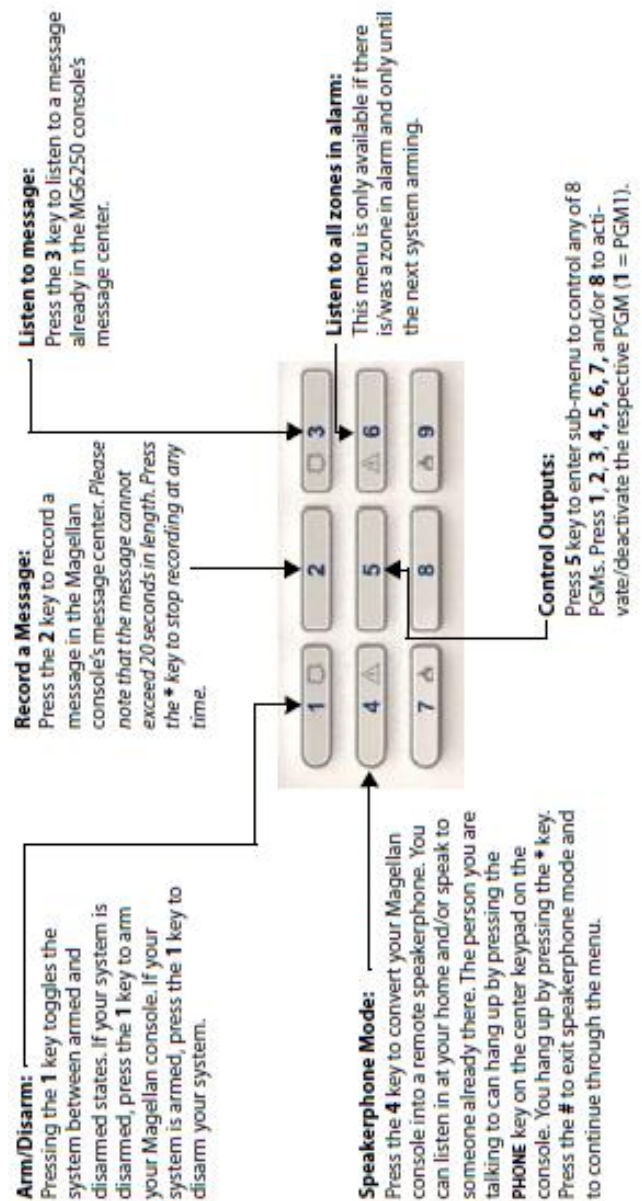 Arm/Disarm:
Pressing the 1 key toggles the
system between armed and
disarmed states. If your system is
disarmed, press the 1 key to arm
your Magellan console. If your
system is armed, press the 1 key to
disarm your system.
Record a Message:
Press the 2 key to record a
message in the Magellan
console's message center. Please
note that the message cannot
exceed 20 seconds in length. Press
the * key to stop recording at any
time.
Listen to message:
Press the 3 key to listen to a message
already in the MG6250 console's
message center.
1 2 3
4 5 6
7 8 9
Speakerphone Mode:
Press the 4 key to convert your Magellan
console into a remote speakerphone. You
can listen in at your home and/or speak to
someone already there. The person you are
talking to can hang up by pressing the
PHONE key on the center keypad on the
console. You hang up by pressing the * key.
Press the # to exit speakerphone mode and
to continue through the menu.
Listen to all zones in alarm:
This menu is only available if there
is/was a zone in alarm and only until
the next system arming.
Control Outputs:
Press 5 key to enter sub-menu to control any of 8
PGMs. Press 1, 2, 3, 4, 5, 6, 7, and/or 8 to acti-
vate/deactivate the respective PGM (1 = PGM1).